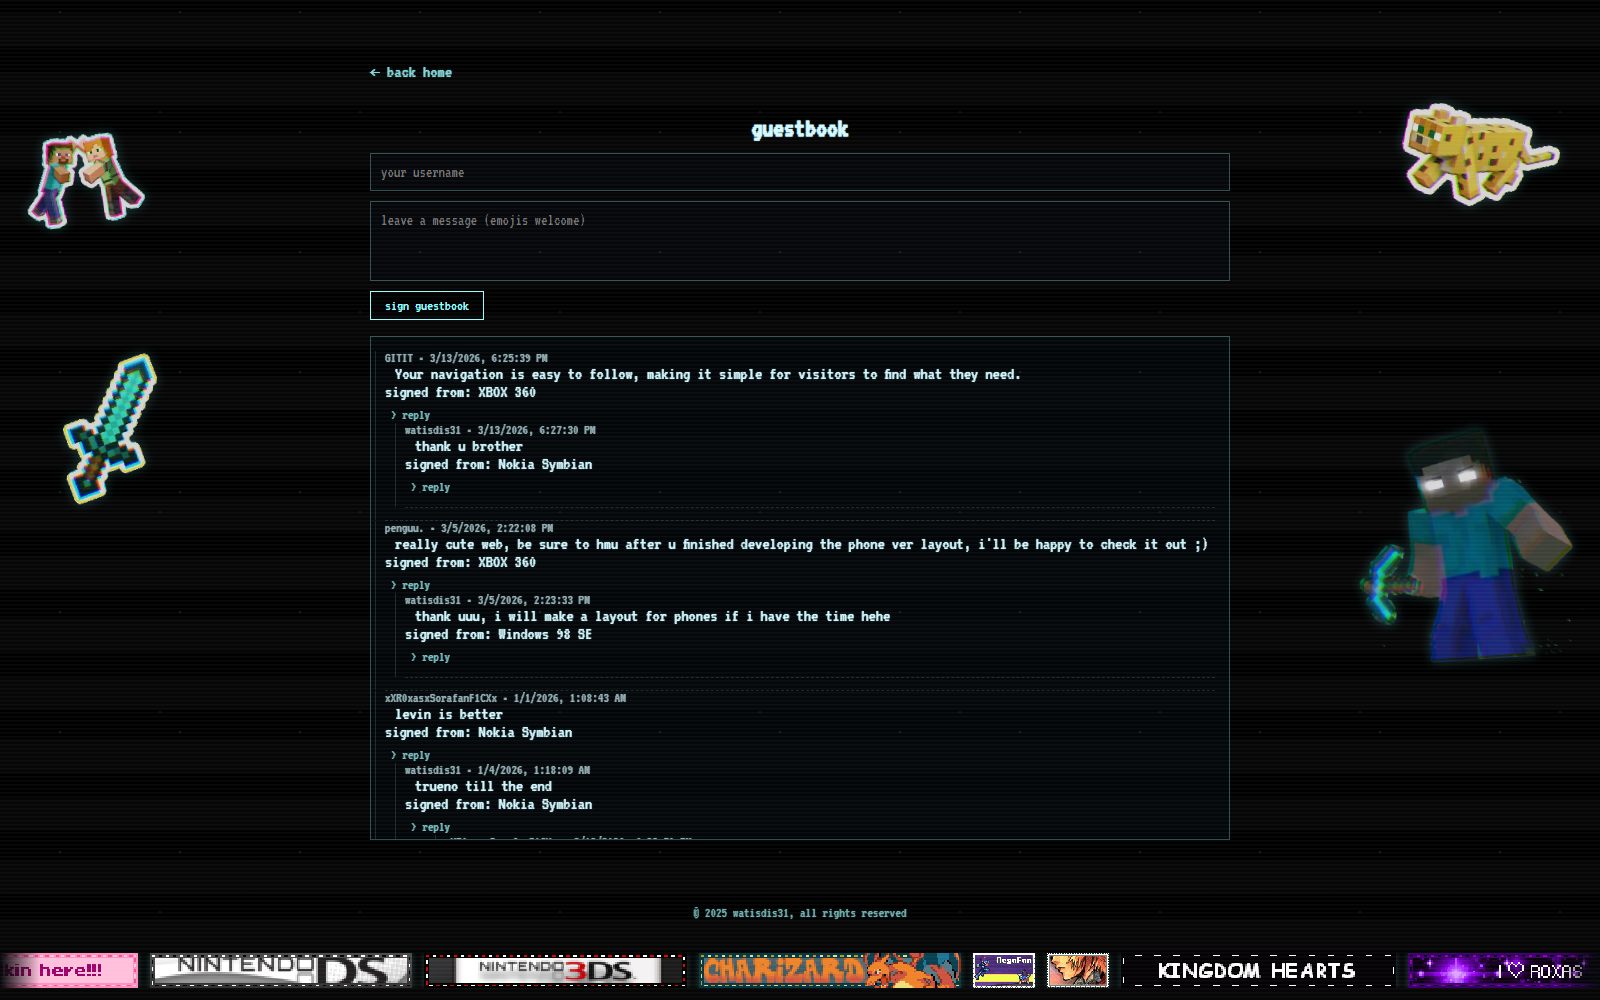 ← back home
guestbook
your username
leave a message (emojis welcome)
sign guestbook
GITIT - 3/13/2026, 6:25:39 PM
Your navigation is easy to follow, making it simple for visitors to find what they need.
signed from: XBOX 360
❯ reply
watisdis31 - 3/13/2026, 6:27:30 PM
thank u brother
signed from: Nokia Symbian
❯ reply
penguu. - 3/5/2026, 2:22:08 PM
really cute web, be sure to hmu after u finished developing the phone ver layout, i'll be happy to check it out ;)
signed from: XBOX 360
❯ reply
watisdis31 - 3/5/2026, 2:23:33 PM
thank uuu, i will make a layout for phones if i have the time hehe
signed from: Windows 98 SE
❯ reply
xXR0xasxSorafanF1CXx - 1/1/2026, 1:08:43 AM
levin is better
signed from: Nokia Symbian
❯ reply
watisdis31 - 1/4/2026, 1:18:09 AM
trueno till the end
signed from: Nokia Symbian
❯ reply
© 2025 watisdis31, all rights reserved
kin here!!! NINTENDO DS NINTENDO 3DS CHARIZARD MegaFan KINGDOM HEARTS I ♡ ROXAS